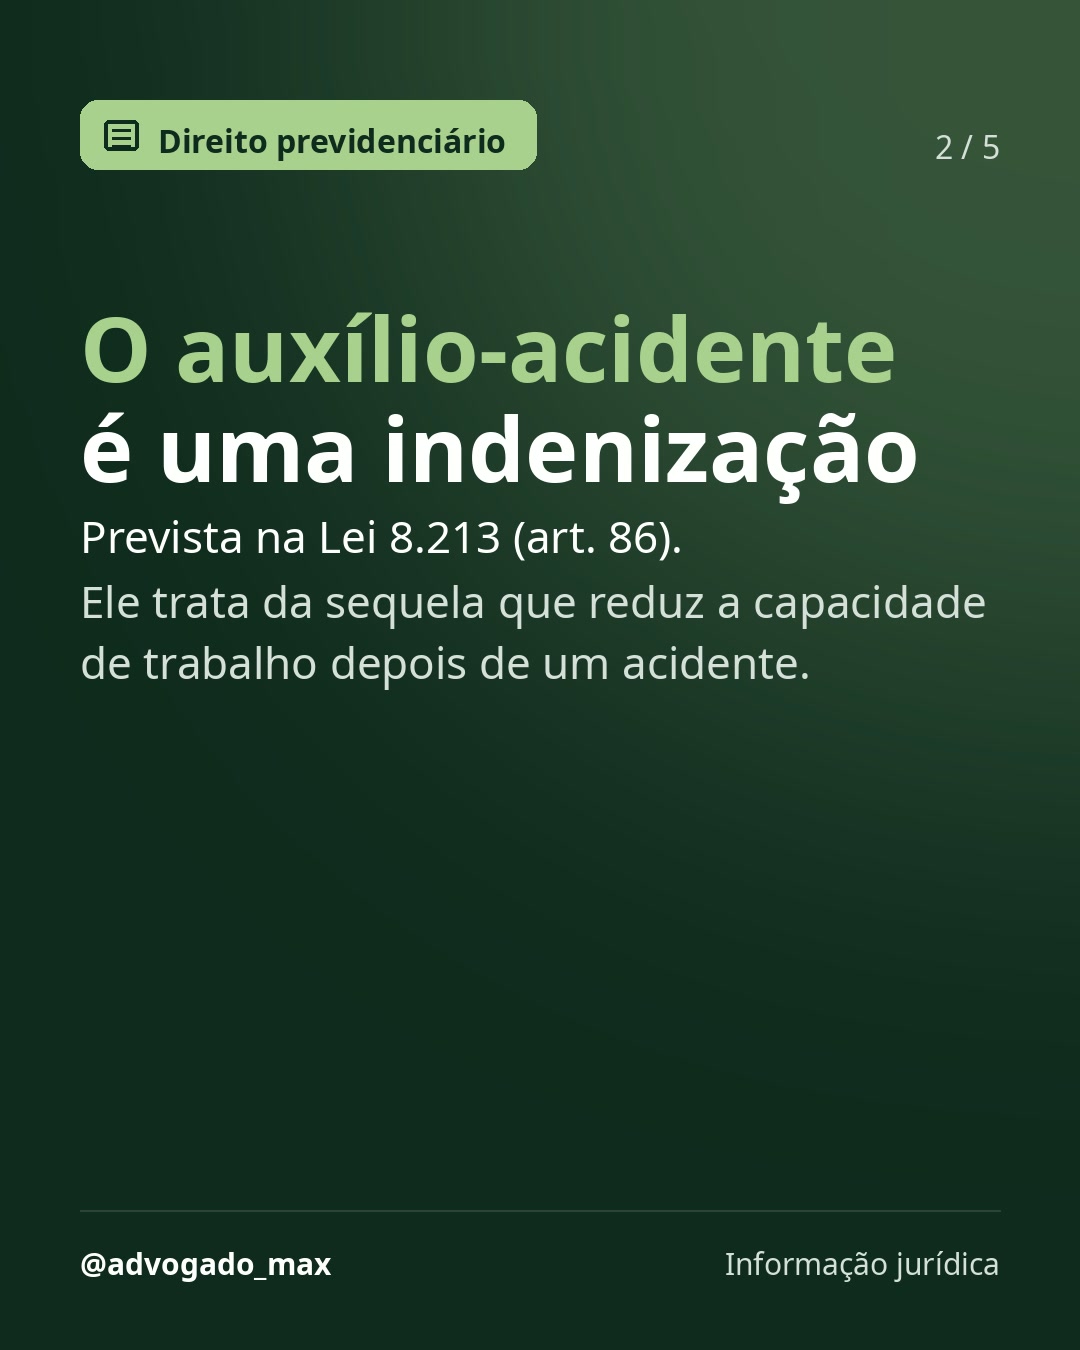 Direito previdenciário
2 / 5
O auxílio-acidente
é uma indenização
Prevista na Lei 8.213 (art. 86).
Ele trata da sequela que reduz a capacidade
de trabalho depois de um acidente.
@advogado_max
Informação jurídica